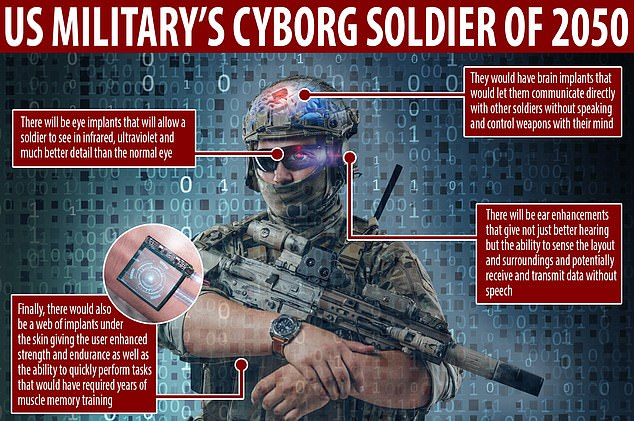 US MILITARY'S CYBORG SOLDIER OF 2050
They would have brain implants that
would let them communicate directly
with other soldiers without speaking
and control weapons with their mind
There will be eye implants that will allow a
soldier to see in infrared, ultraviolet and
much better detail than the normal eye
There will be ear enhancements
that give not just better hearing
but the ability to sense the layout
and surroundings and potentially
receive and transmit data without
speech
Finally, there would also
be a web of implants under
the skin giving the user enhanced
strength and endurance as well as
the ability to quickly perform tasks
that would have required years of
muscle memory training